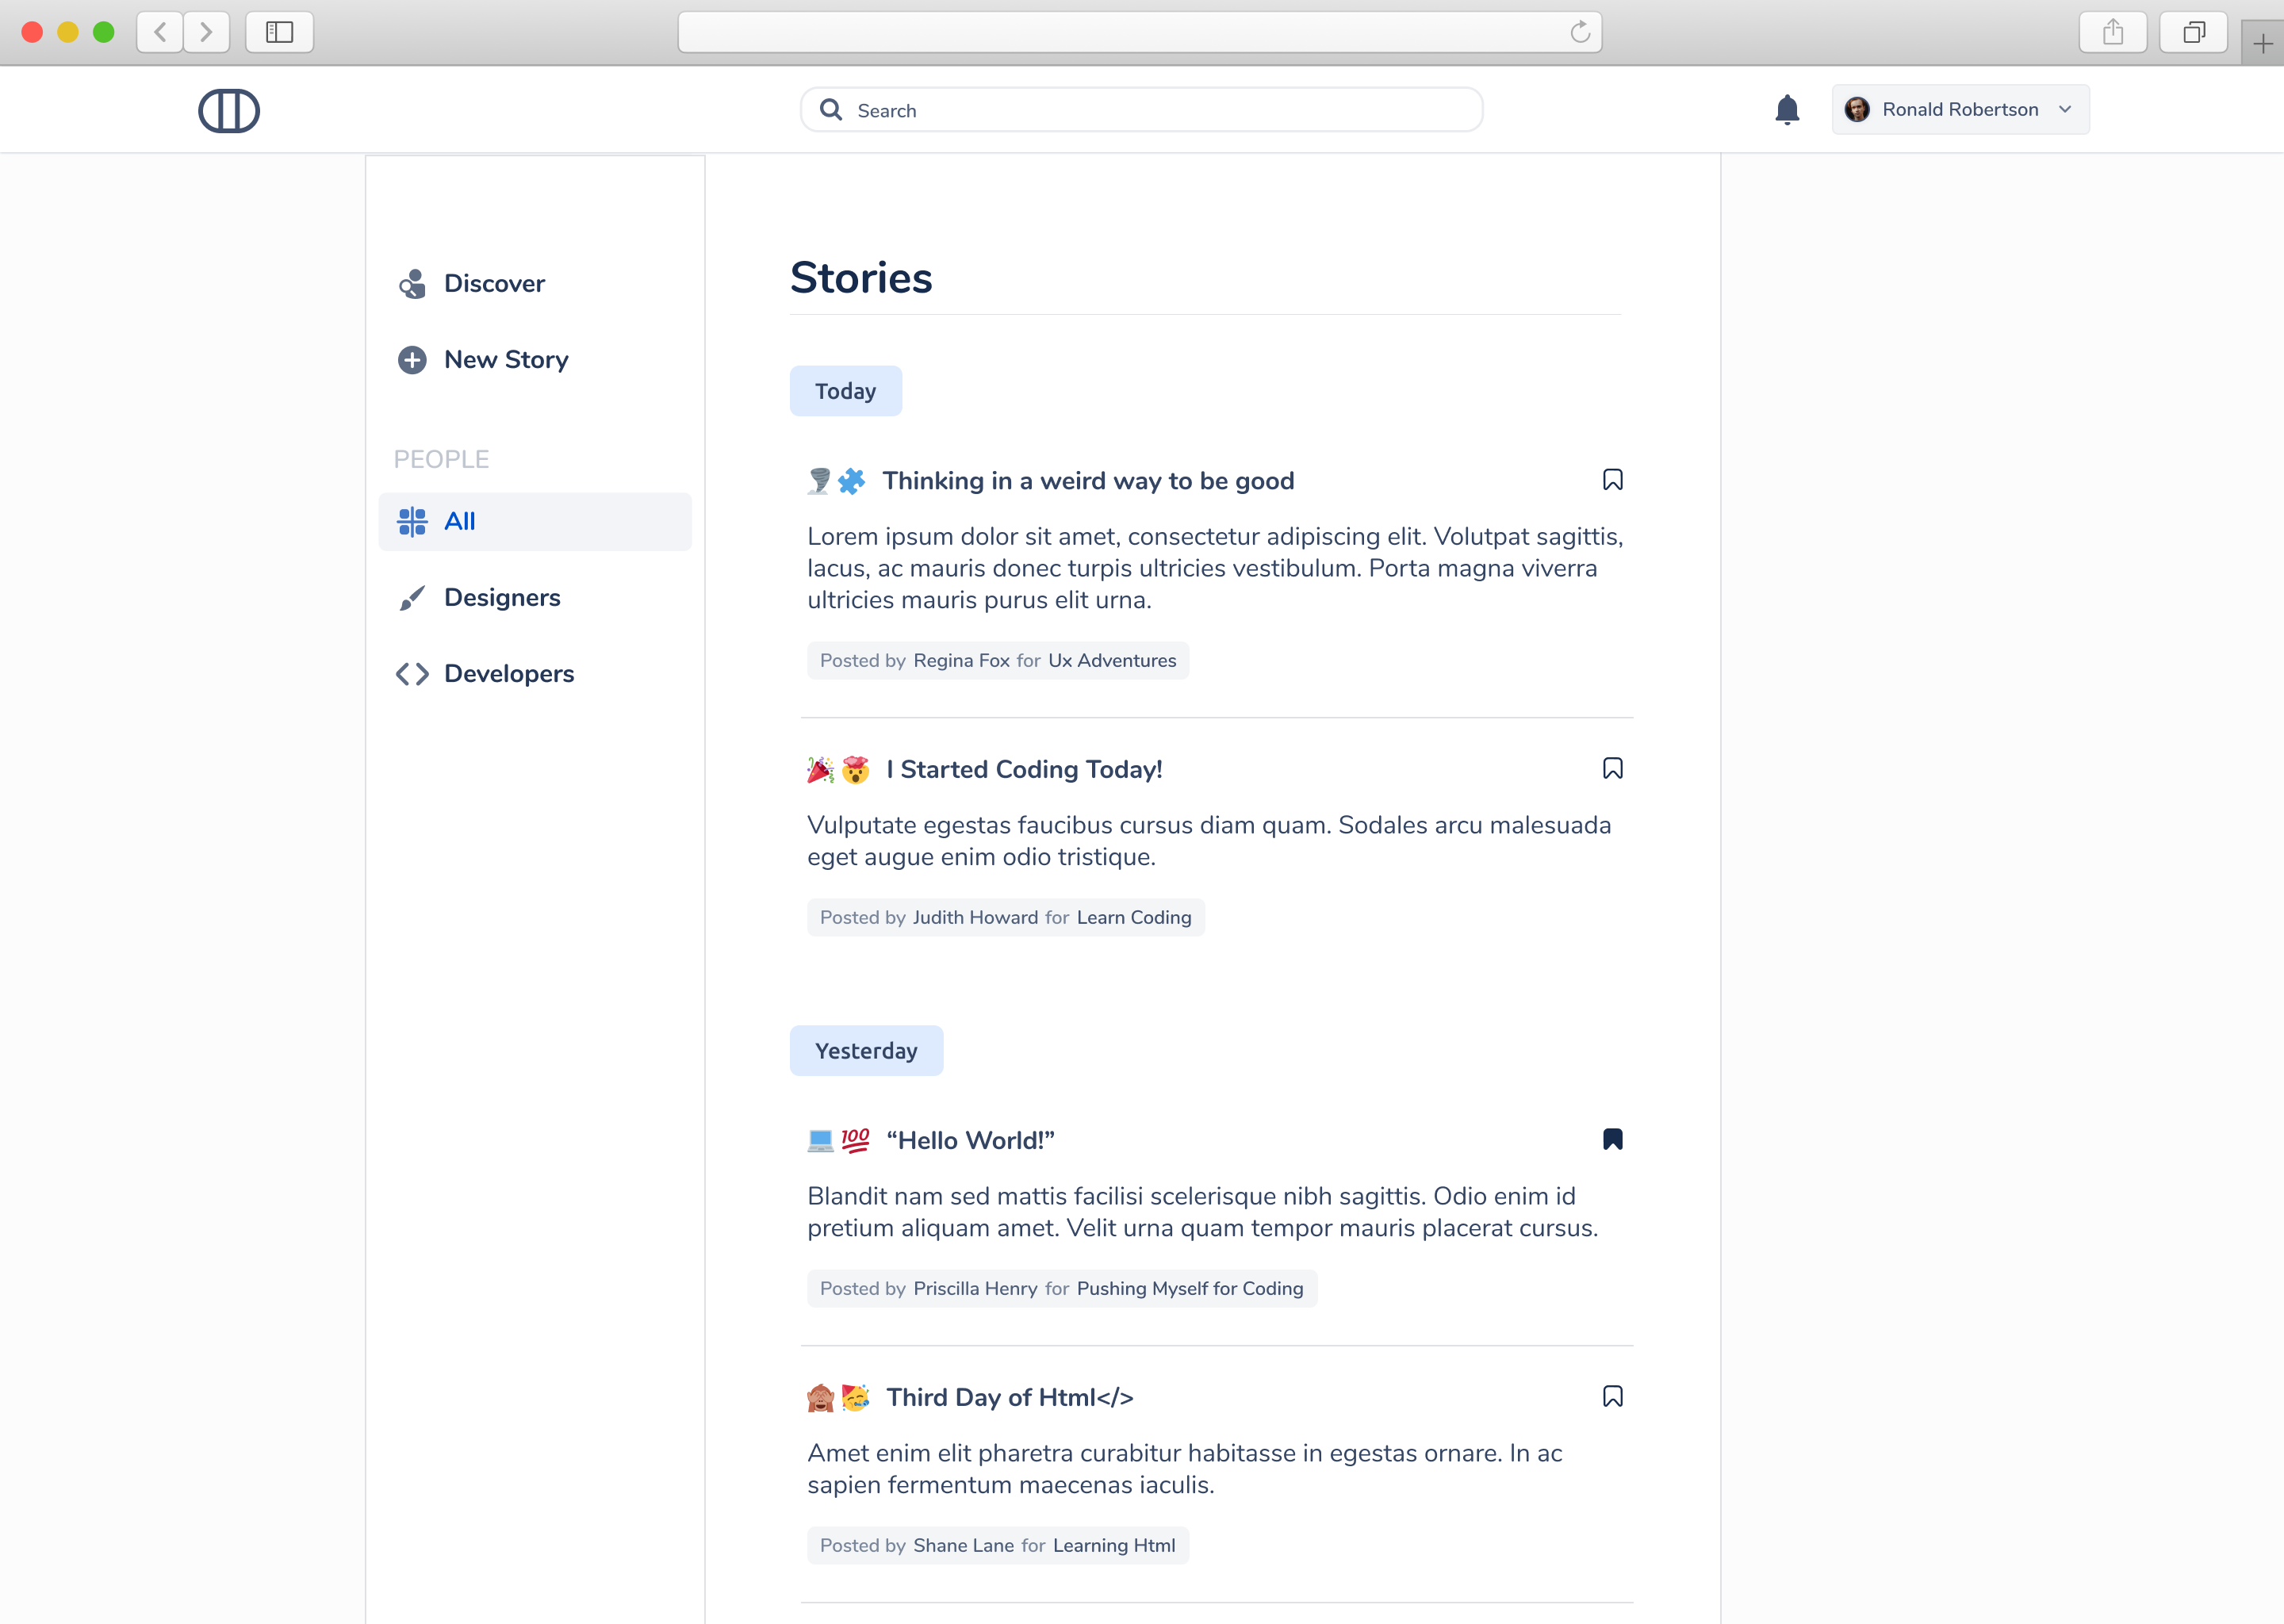 Search
Ronald Robertson
Discover
New Story
PEOPLE
All
Designers
Developers
Stories
Today
Thinking in a weird way to be good
Lorem ipsum dolor sit amet, consectetur adipiscing elit. Volutpat sagittis,
lacus, ac mauris donec turpis ultricies vestibulum. Porta magna viverra
ultricies mauris purus elit urna.
Posted by Regina Fox for Ux Adventures
I Started Coding Today!
Vulputate egestas faucibus cursus diam quam. Sodales arcu malesuada
eget augue enim odio tristique.
Posted by Judith Howard for Learn Coding
Yesterday
💻💯 “Hello World!”
Blandit nam sed mattis facilisi scelerisque nibh sagittis. Odio enim id
pretium aliquam amet. Velit urna quam tempor mauris placerat cursus.
Posted by Priscilla Henry for Pushing Myself for Coding
Third Day of Html</>
Amet enim elit pharetra curabitur habitasse in egestas ornare. In ac
sapien fermentum maecenas iaculis.
Posted by Shane Lane for Learning Html